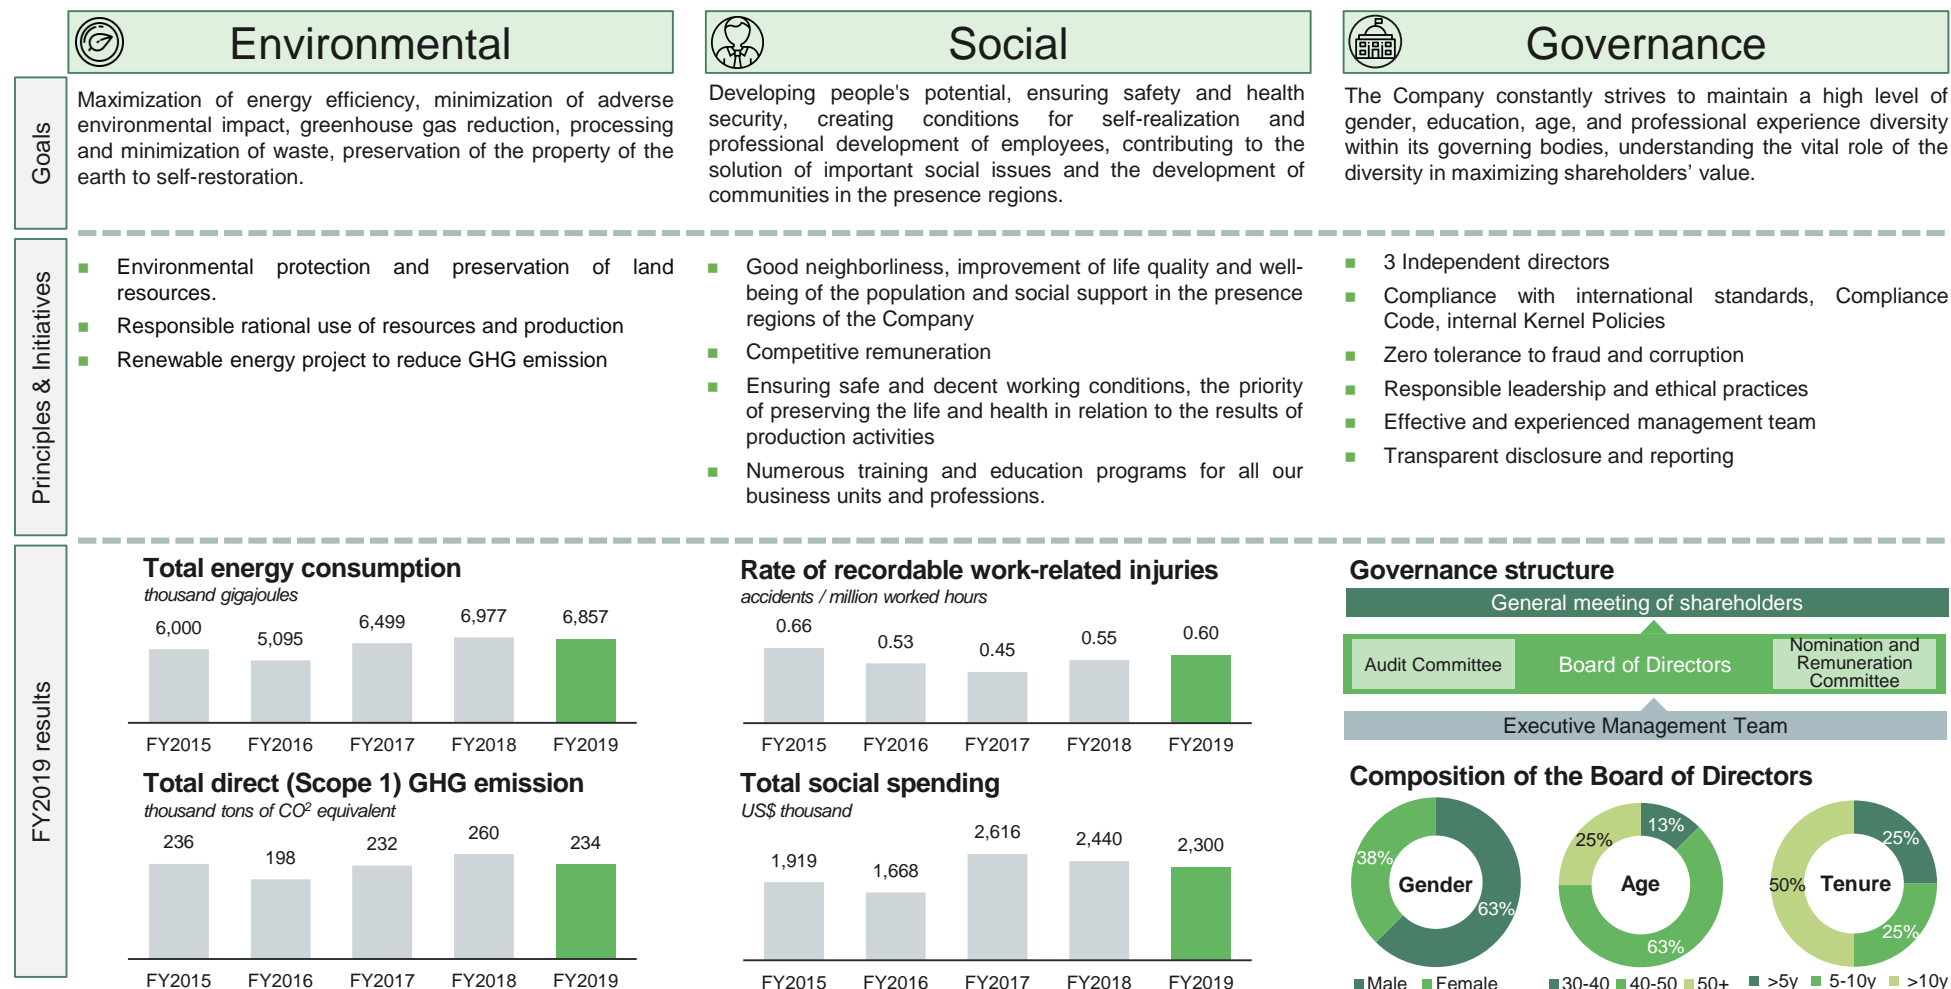 Environmental
Social
Governance
Goals
Maximization of energy efficiency, minimization of adverse
environmental impact, greenhouse gas reduction, processing
and minimization of waste, preservation of the property of the
earth to self-restoration.
Developing people's potential, ensuring safety and health
security, creating conditions for self-realization and
professional development of employees, contributing to the
solution of important social issues and the development of
communities in the presence regions.
The Company constantly strives to maintain a high level of
gender, education, age, and professional experience diversity
within its governing bodies, understanding the vital role of the
diversity in maximizing shareholders’ value.
Principles & Initiatives
Environmental protection and preservation of land
resources.
Responsible rational use of resources and production
Renewable energy project to reduce GHG emission
Good neighborliness, improvement of life quality and well-
being of the population and social support in the presence
regions of the Company
Competitive remuneration
Ensuring safe and decent working conditions, the priority
of preserving the life and health in relation to the results of
production activities
Numerous training and education programs for all our
business units and professions.
3 Independent directors
Compliance with international standards, Compliance
Code, internal Kernel Policies
Zero tolerance to fraud and corruption
Responsible leadership and ethical practices
Effective and experienced management team
Transparent disclosure and reporting
FY2019 results
Total energy consumption
thousand gigajoules
6,000 5,095 6,499 6,977 6,857
FY2015 FY2016 FY2017 FY2018 FY2019
Total direct (Scope 1) GHG emission
thousand tons of CO² equivalent
236 198 232 260 234
FY2015 FY2016 FY2017 FY2018 FY2019
Rate of recordable work-related injuries
accidents / million worked hours
0.66 0.53 0.45 0.55 0.60
FY2015 FY2016 FY2017 FY2018 FY2019
Total social spending
US$ thousand
1,919 1,668 2,616 2,440 2,300
FY2015 FY2016 FY2017 FY2018 FY2019
Governance structure
General meeting of shareholders
Audit Committee
Board of Directors
Nomination and
Remuneration
Committee
Executive Management Team
Composition of the Board of Directors
38%
Gender
63%
Male Female
25%
13%
Age
63%
30-40 40-50 50+
25%
50%
Tenure
25%
>5y 5-10y >10y